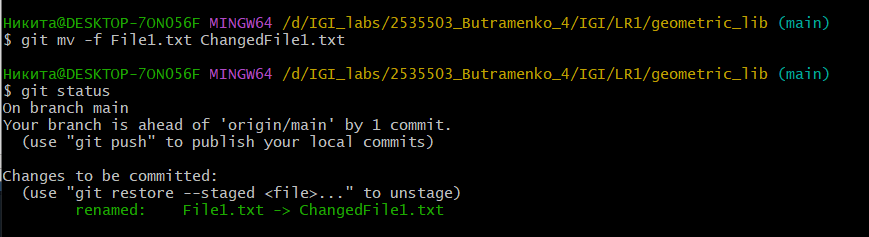 Никита@DESKTOP-7ONO56F MINGW64 /d/IGI_labs/2535503_Butramenko_4/IGI/LR1/geometric_lib (main)
$ git mv -f File1.txt ChangedFile1.txt
Никита@DESKTOP-7ONO56F MINGW64 /d/IGI_labs/2535503_Butramenko_4/IGI/LR1/geometric_lib (main)
$ git status
On branch main
Your branch is ahead of 'origin/main' by 1 commit.
  (use "git push" to publish your local commits)
Changes to be committed:
  (use "git restore --staged <file>..." to unstage)
        renamed:    File1.txt -> ChangedFile1.txt